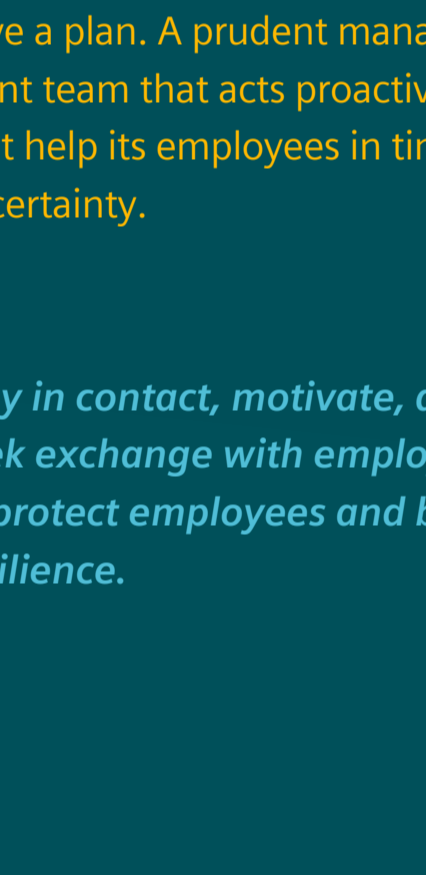 ve a plan. A prudent mana
nt team that acts proactiv
t help its employees in tir
certainty.
y in contact, motivate,
ek exchange with emplo
protect employees and b
ilience.